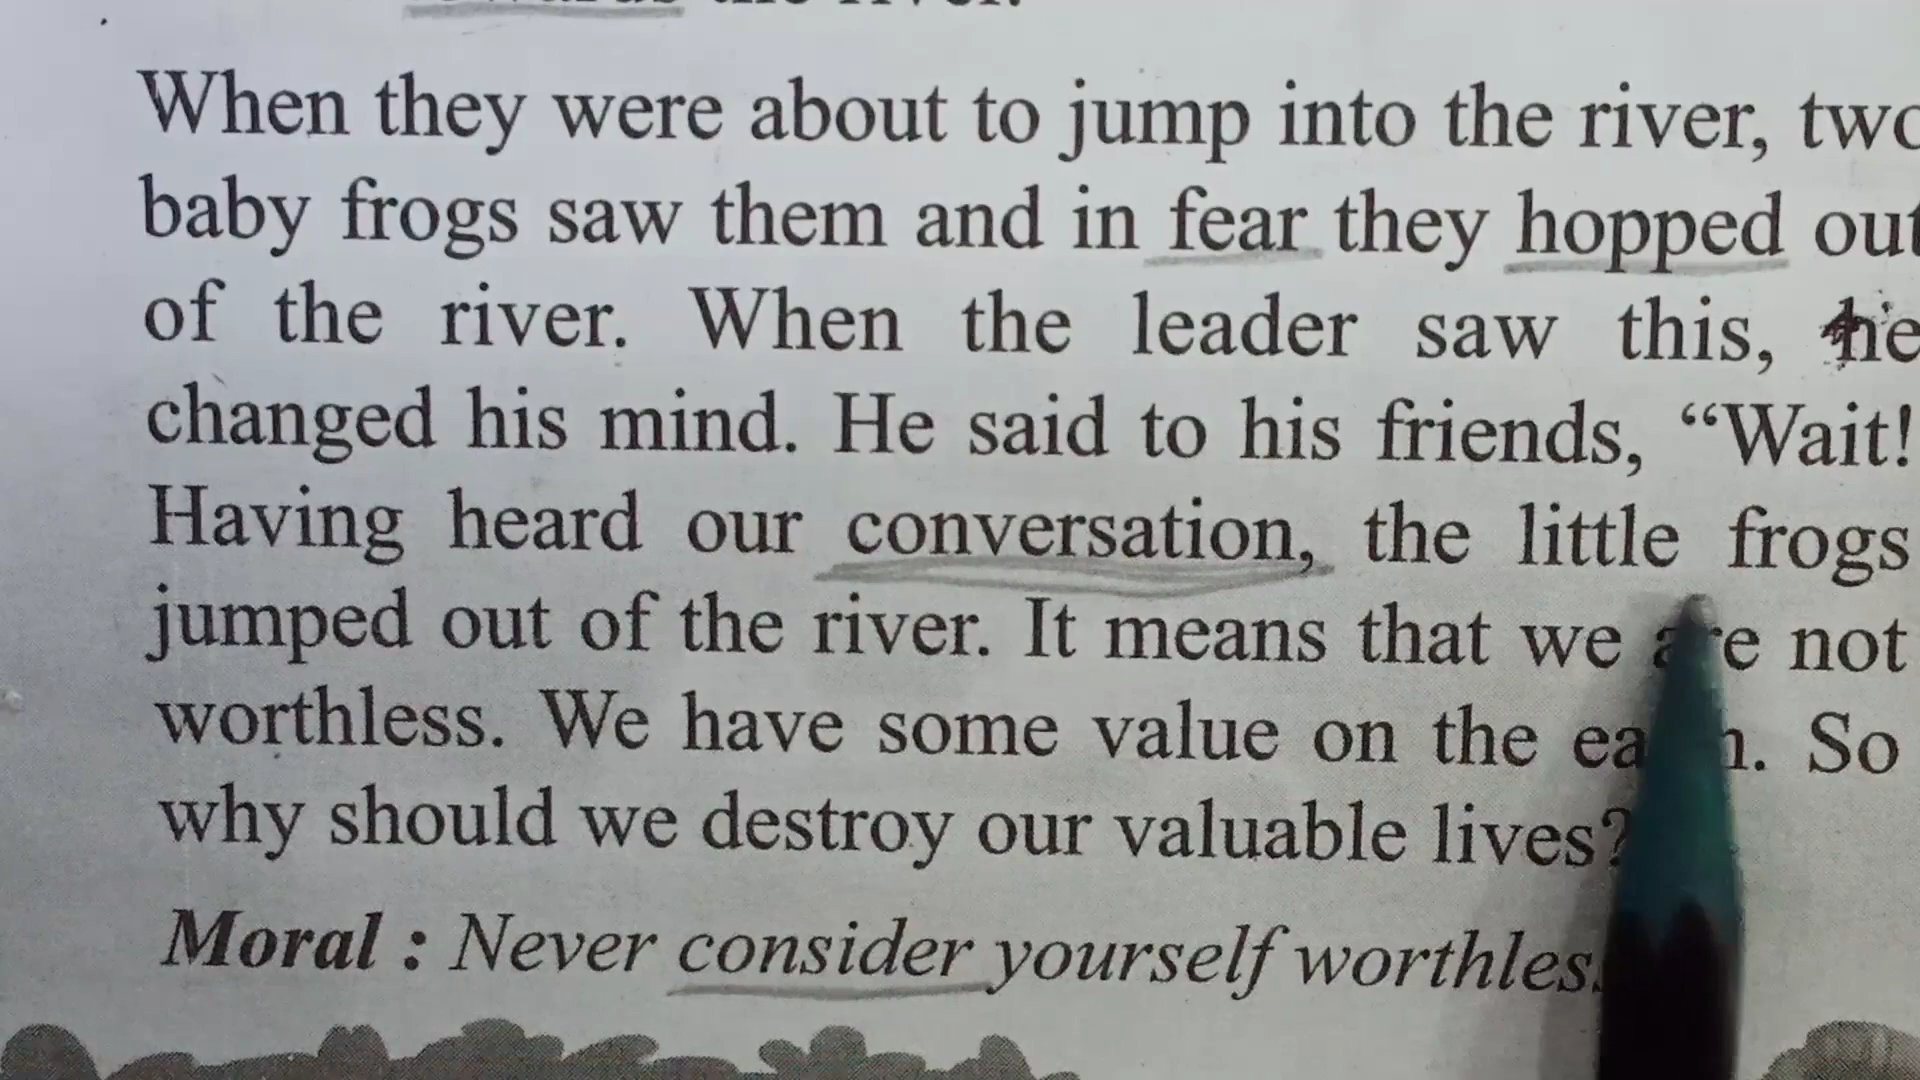 the river.
When they were about to jump into the river, two
baby frogs saw them and in fear they hopped out
of the river. When the leader saw this, he
changed his mind. He said to his friends, “Wait!
Having heard our conversation, the little frogs
jumped out of the river. It means that we are not
worthless. We have some value on the So
why should we destroy our valuable lives?
Moral : Never consider yourself worthless